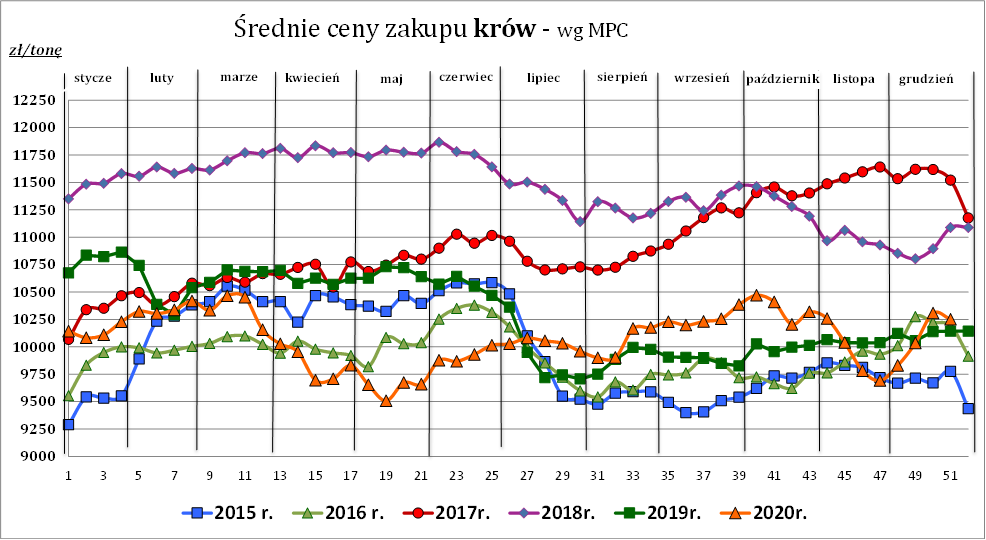 Średnie ceny zakupu krów - wg MPC
zł/tonę
stycze luty marze kwiecień maj czerwiec lipiec sierpień wrzesień październik listopa grudzień
12250
12000
11750
11500
11250
11000
10750
10500
10250
10000
9750
9500
9250
9000
1 3 5 7 9 11 13 15 17 19 21 23 25 27 29 31 33 35 37 39 41 43 45 47 49 51
2015 r. 2016 r. 2017r. 2018r. 2019r. 2020r.